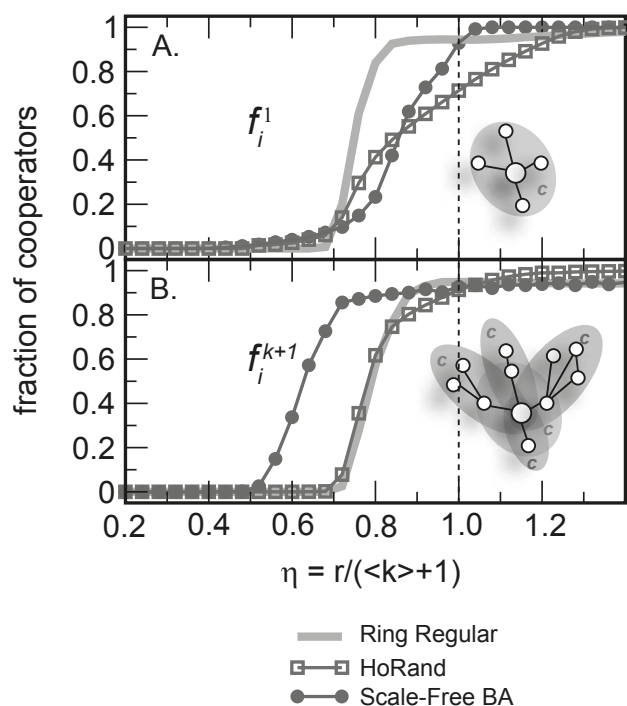 fraction of cooperators
A.
1
0.8
0.6
0.4
0.2
0
f_i^1
c
B.
1
0.8
0.6
0.4
0.2
0
f_i^{k+1}
c
c
c
c
0.2 0.4 0.6 0.8 1.0 1.2
η = r/(<k>+1)
Ring Regular
HoRand
Scale-Free BA